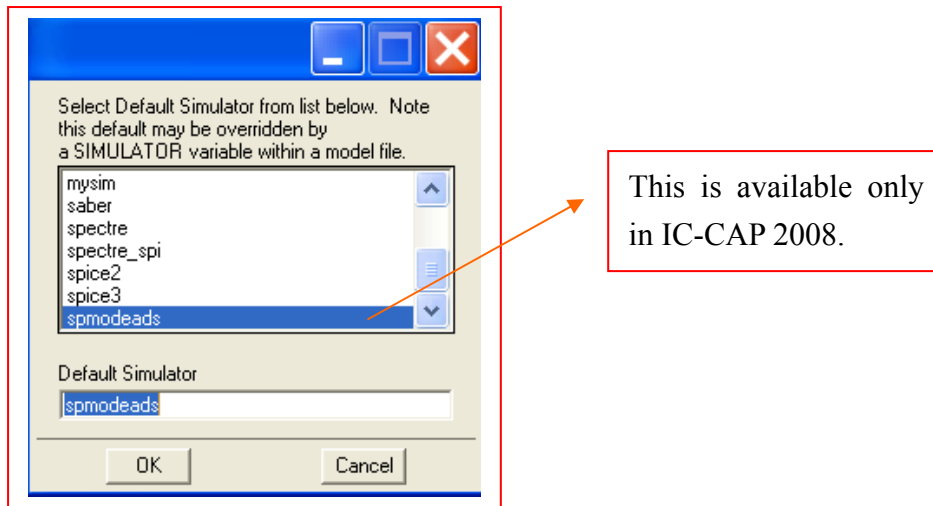 Select Default Simulator from list below. Note
this default may be overridden by
a SIMULATOR variable within a model file.
mysim
saber
spectre
spectre_spi
spice2
spice3
spmodeads
Default Simulator
spmodeads
OK Cancel
This is available only
in IC-CAP 2008.